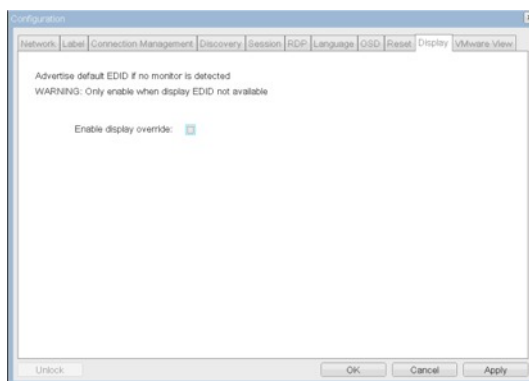 Configuration
Network Label Connection Management Discovery Session RDP Language OSD Reset Display VMware View
Advertise default EDID if no monitor is detected
WARNING: Only enable when display EDID not available
Enable display override:
Unlock OK Cancel Apply